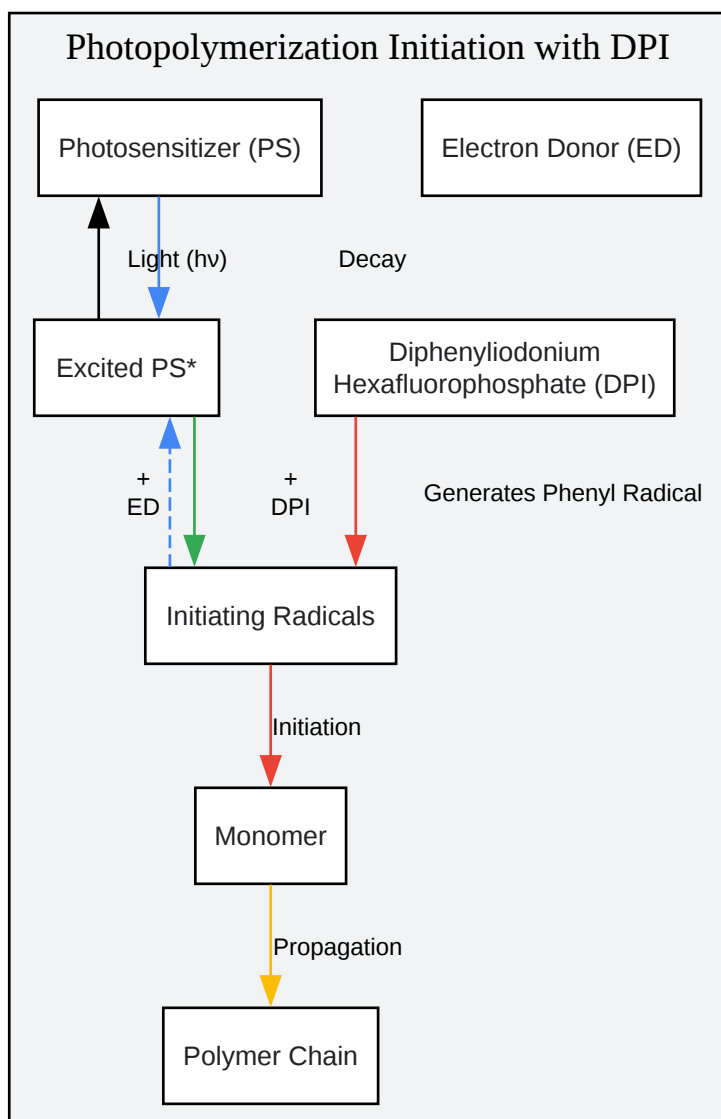 Photopolymerization Initiation with DPI
Photosensitizer (PS)
Electron Donor (ED)
Light (hν)
Decay
Excited PS*
Diphenyliodonium
Hexafluorophosphate (DPI)
+
ED
+
DPI
Generates Phenyl Radical
Initiating Radicals
Initiation
Monomer
Propagation
Polymer Chain